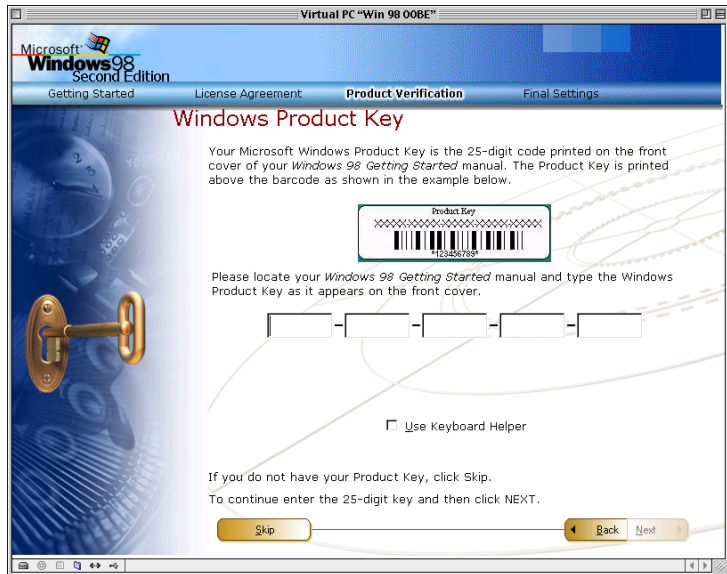 Virtual PC “Win 98 OOBE”
Microsoft®
Windows98
Second Edition
Getting Started License Agreement Product Verification Final Settings
Windows Product Key
Your Microsoft Windows Product Key is the 25-digit code printed on the front
cover of your Windows 98 Getting Started manual. The Product Key is printed
above the barcode as shown in the example below.
Product Key
XXXXX-XXXXX-XXXXX-XXXXX-XXXXX
*123456789*
Please locate your Windows 98 Getting Started manual and type the Windows
Product Key as it appears on the front cover.
– – – –
Use Keyboard Helper
If you do not have your Product Key, click Skip.
To continue enter the 25-digit key and then click NEXT.
Skip Back Next